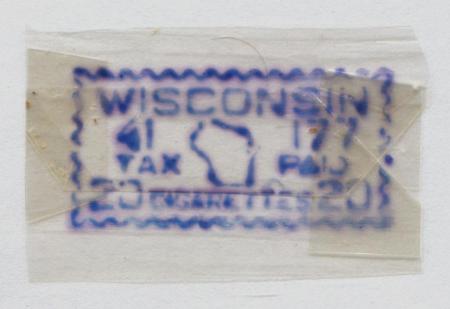 WISCONSIN
41 177
TAX PAID
20 CIGARETTES 20